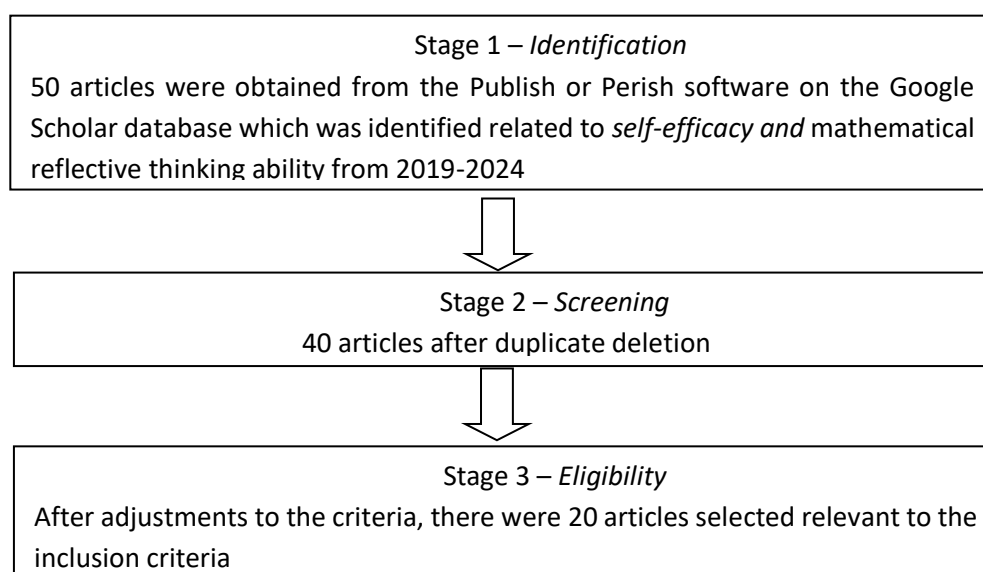 Stage 1 – Identification
50 articles were obtained from the Publish or Perish software on the Google
Scholar database which was identified related to self-efficacy and mathematical
reflective thinking ability from 2019-2024
Stage 2 – Screening
40 articles after duplicate deletion
Stage 3 – Eligibility
After adjustments to the criteria, there were 20 articles selected relevant to the
inclusion criteria